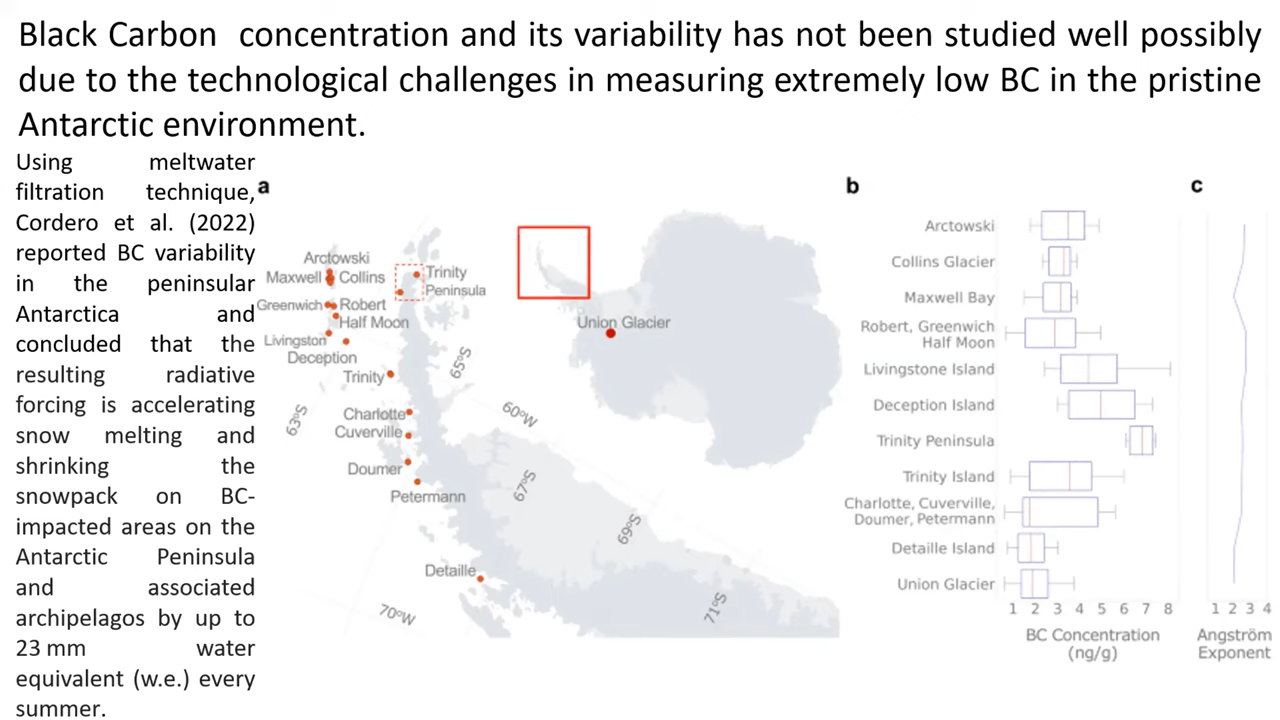 Black Carbon concentration and its variability has not been studied well possibly
due to the technological challenges in measuring extremely low BC in the pristine
Antarctic environment.
Using meltwater
filtration technique,
Cordero et al. (2022)
reported BC variability
in the peninsular
Antarctica and
concluded that the
resulting radiative
forcing is accelerating
snow melting and
shrinking the
snowpack on BC-
impacted areas on the
Antarctic Peninsula
and associated
archipelagos by up to
23 mm water
equivalent (w.e.) every
summer.
a
Arctowski
Maxwell
Collins
Trinity
Peninsula
Greenwich
Robert
Half Moon
Livingston
Deception
Trinity
Charlotte
Cuverville
Doumer
Petermann
Detaille
Union Glacier
63ºS
65ºS
60ºW
67ºS
69ºS
70ºW
71ºS
b
Arctowski
Collins Glacier
Maxwell Bay
Robert, Greenwich
Half Moon
Livingstone Island
Deception Island
Trinity Peninsula
Trinity Island
Charlotte, Cuverville,
Doumer, Petermann
Detaille Island
Union Glacier
1 2 3 4 5 6 7 8
BC Concentration
(ng/g)
c
1 2 3 4
Angström
Exponent